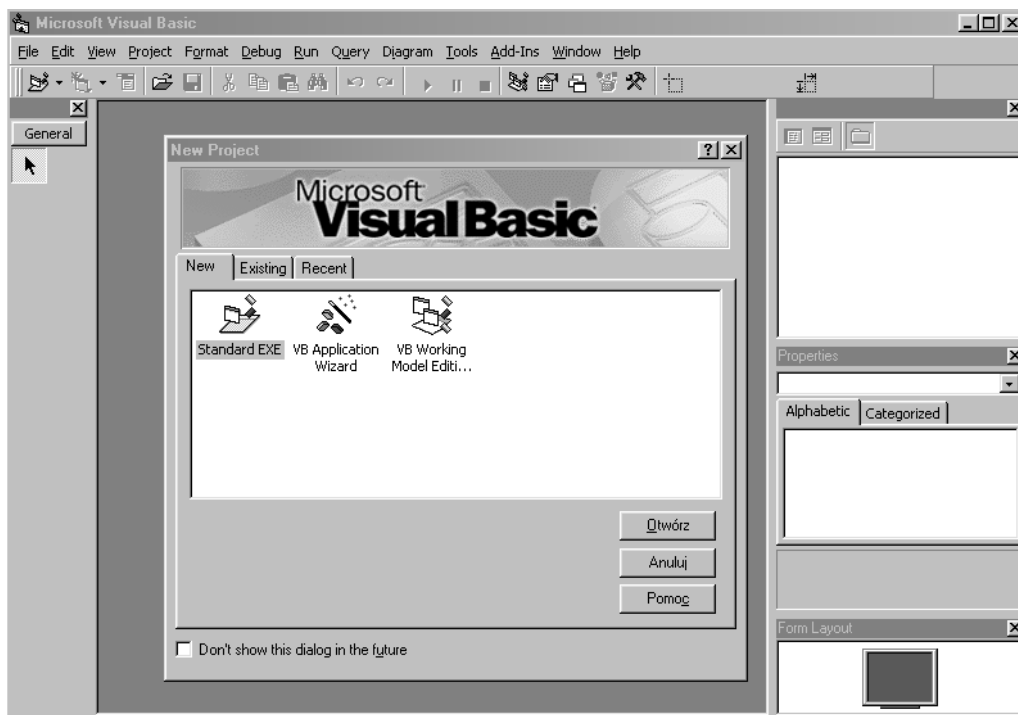 Microsoft Visual Basic
File Edit View Project Format Debug Run Query Diagram Tools Add-Ins Window Help
General
New Project
Microsoft
Visual Basic
New Existing Recent
Standard EXE
VB Application
Wizard
VB Working
Model Editi...
Otwórz
Anuluj
Pomoc
Don't show this dialog in the future
Properties
Alphabetic Categorized
Form Layout